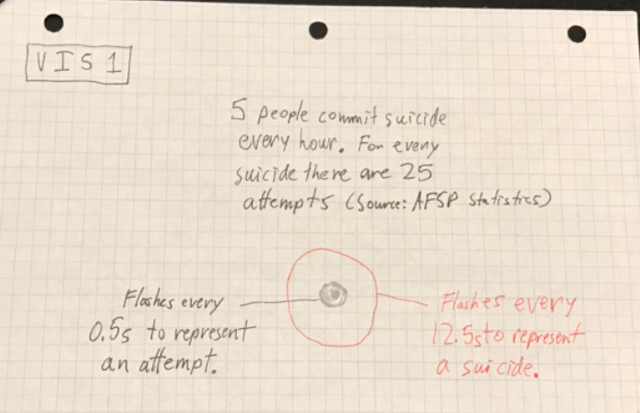 VIS 1
5 people commit suicide
every hour. For every
suicide there are 25
attempts (Source: AFSP Statistics)
Flashes every
0.5s to represent
an attempt.
Flashes every
12.5s to represent
a suicide.